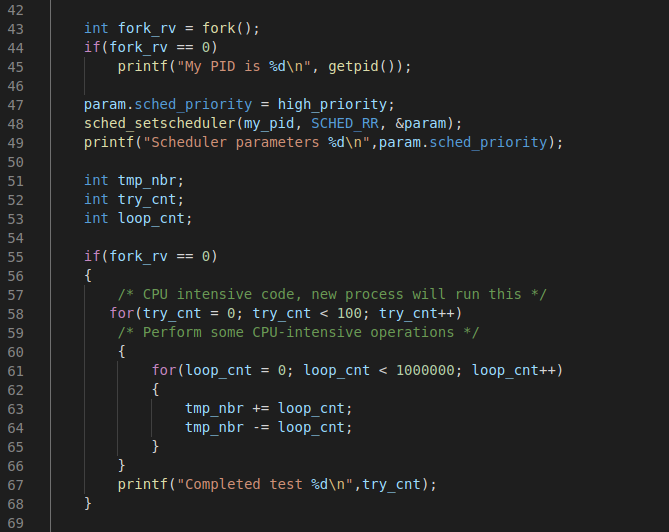 42
43 int fork_rv = fork();
44 if(fork_rv == 0)
45 printf("My PID is %d\n", getpid());
46
47 param.sched_priority = high_priority;
48 sched_setscheduler(my_pid, SCHED_RR, &param);
49 printf("Scheduler parameters %d\n",param.sched_priority);
50
51 int tmp_nbr;
52 int try_cnt;
53 int loop_cnt;
54
55 if(fork_rv == 0)
56 {
57 /* CPU intensive code, new process will run this */
58 for(try_cnt = 0; try_cnt < 100; try_cnt++)
59 /* Perform some CPU-intensive operations */
60 {
61 for(loop_cnt = 0; loop_cnt < 1000000; loop_cnt++)
62 {
63 tmp_nbr += loop_cnt;
64 tmp_nbr -= loop_cnt;
65 }
66 }
67 printf("Completed test %d\n",try_cnt);
68 }
69